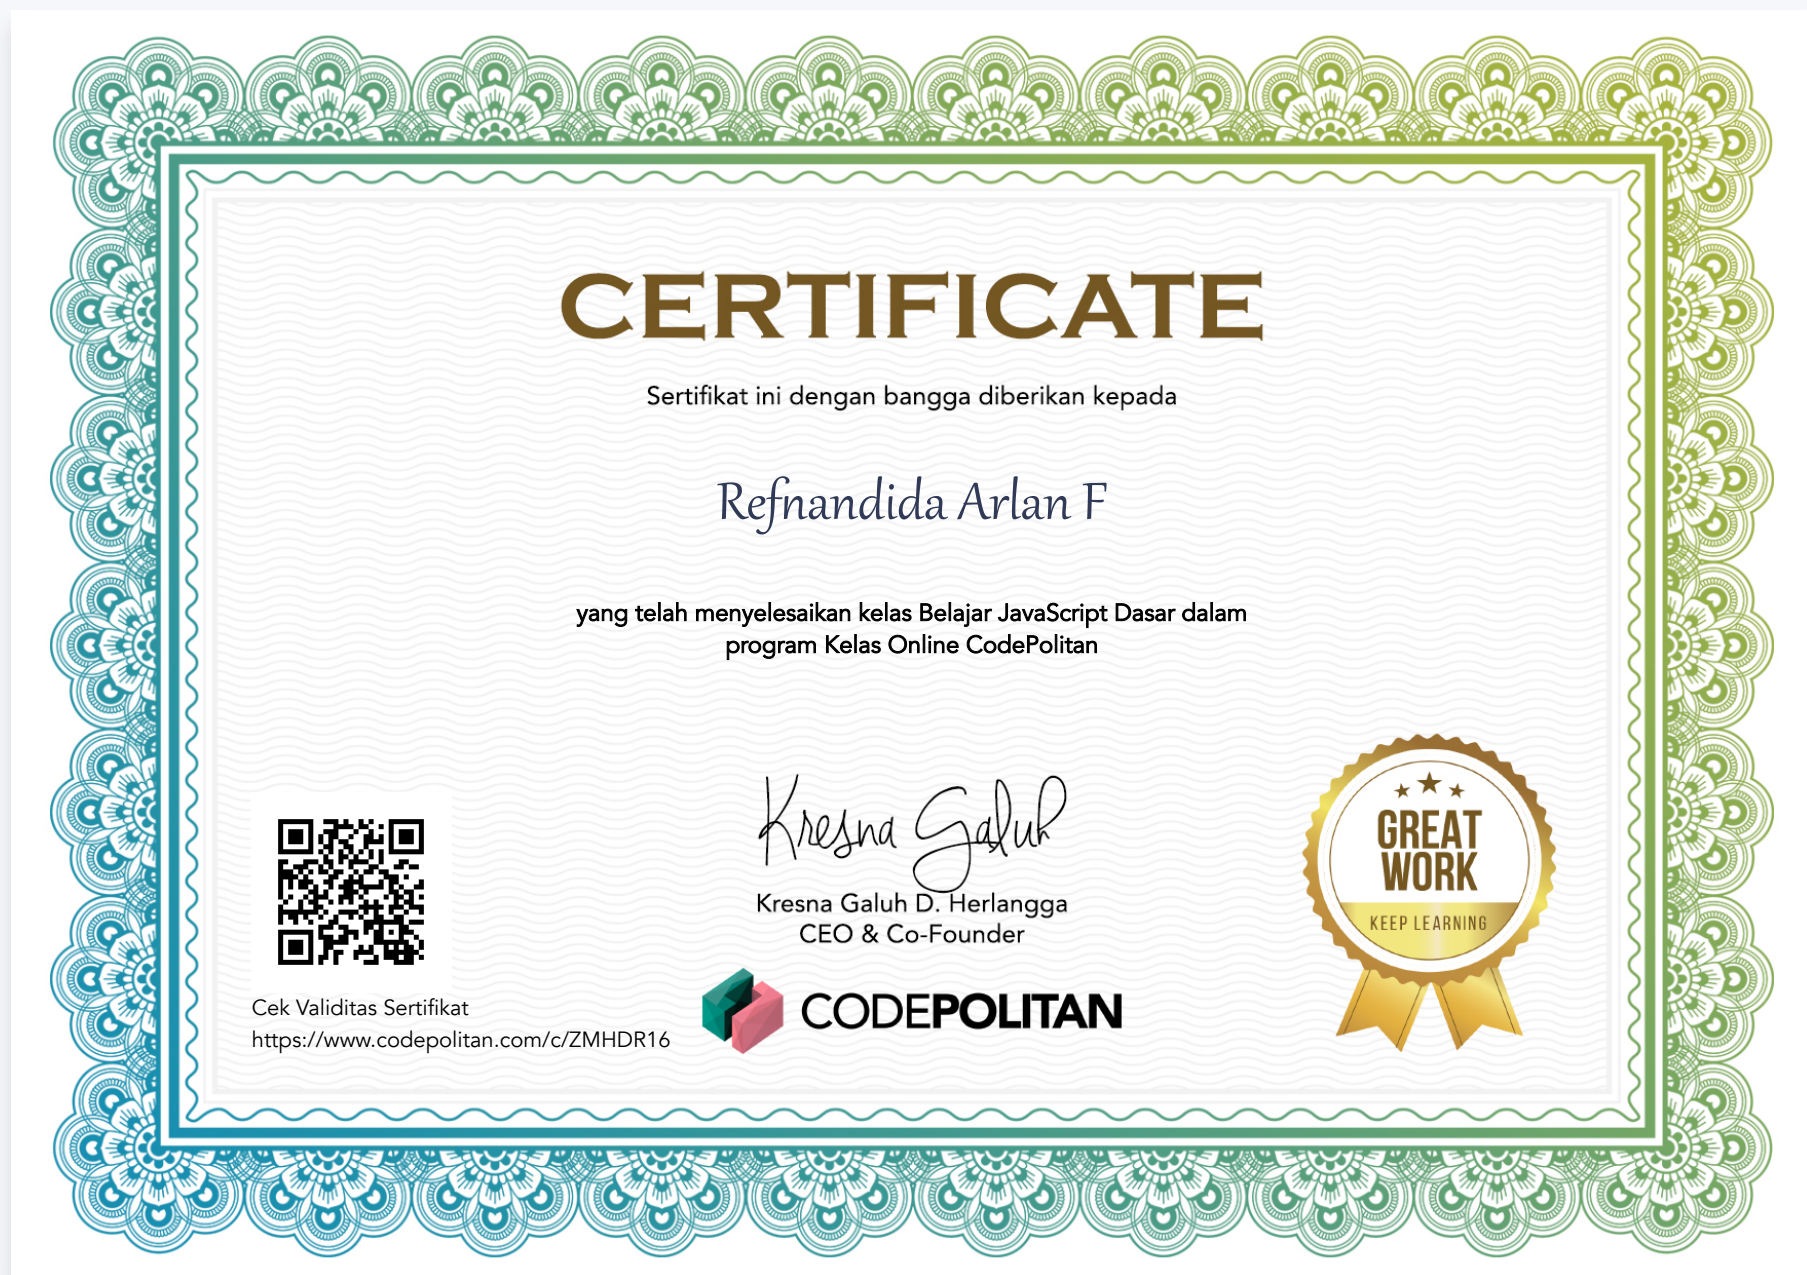 CERTIFICATE
Sertifikat ini dengan bangga diberikan kepada
Refnandida Arlan F
yang telah menyelesaikan kelas Belajar JavaScript Dasar dalam
program Kelas Online CodePolitan
Kresna Galuh
Kresna Galuh D. Herlangga
CEO & Co-Founder
CODEPOLITAN
Cek Validitas Sertifikat
https://www.codepolitan.com/c/ZMHDR16
GREAT
WORK
KEEP LEARNING